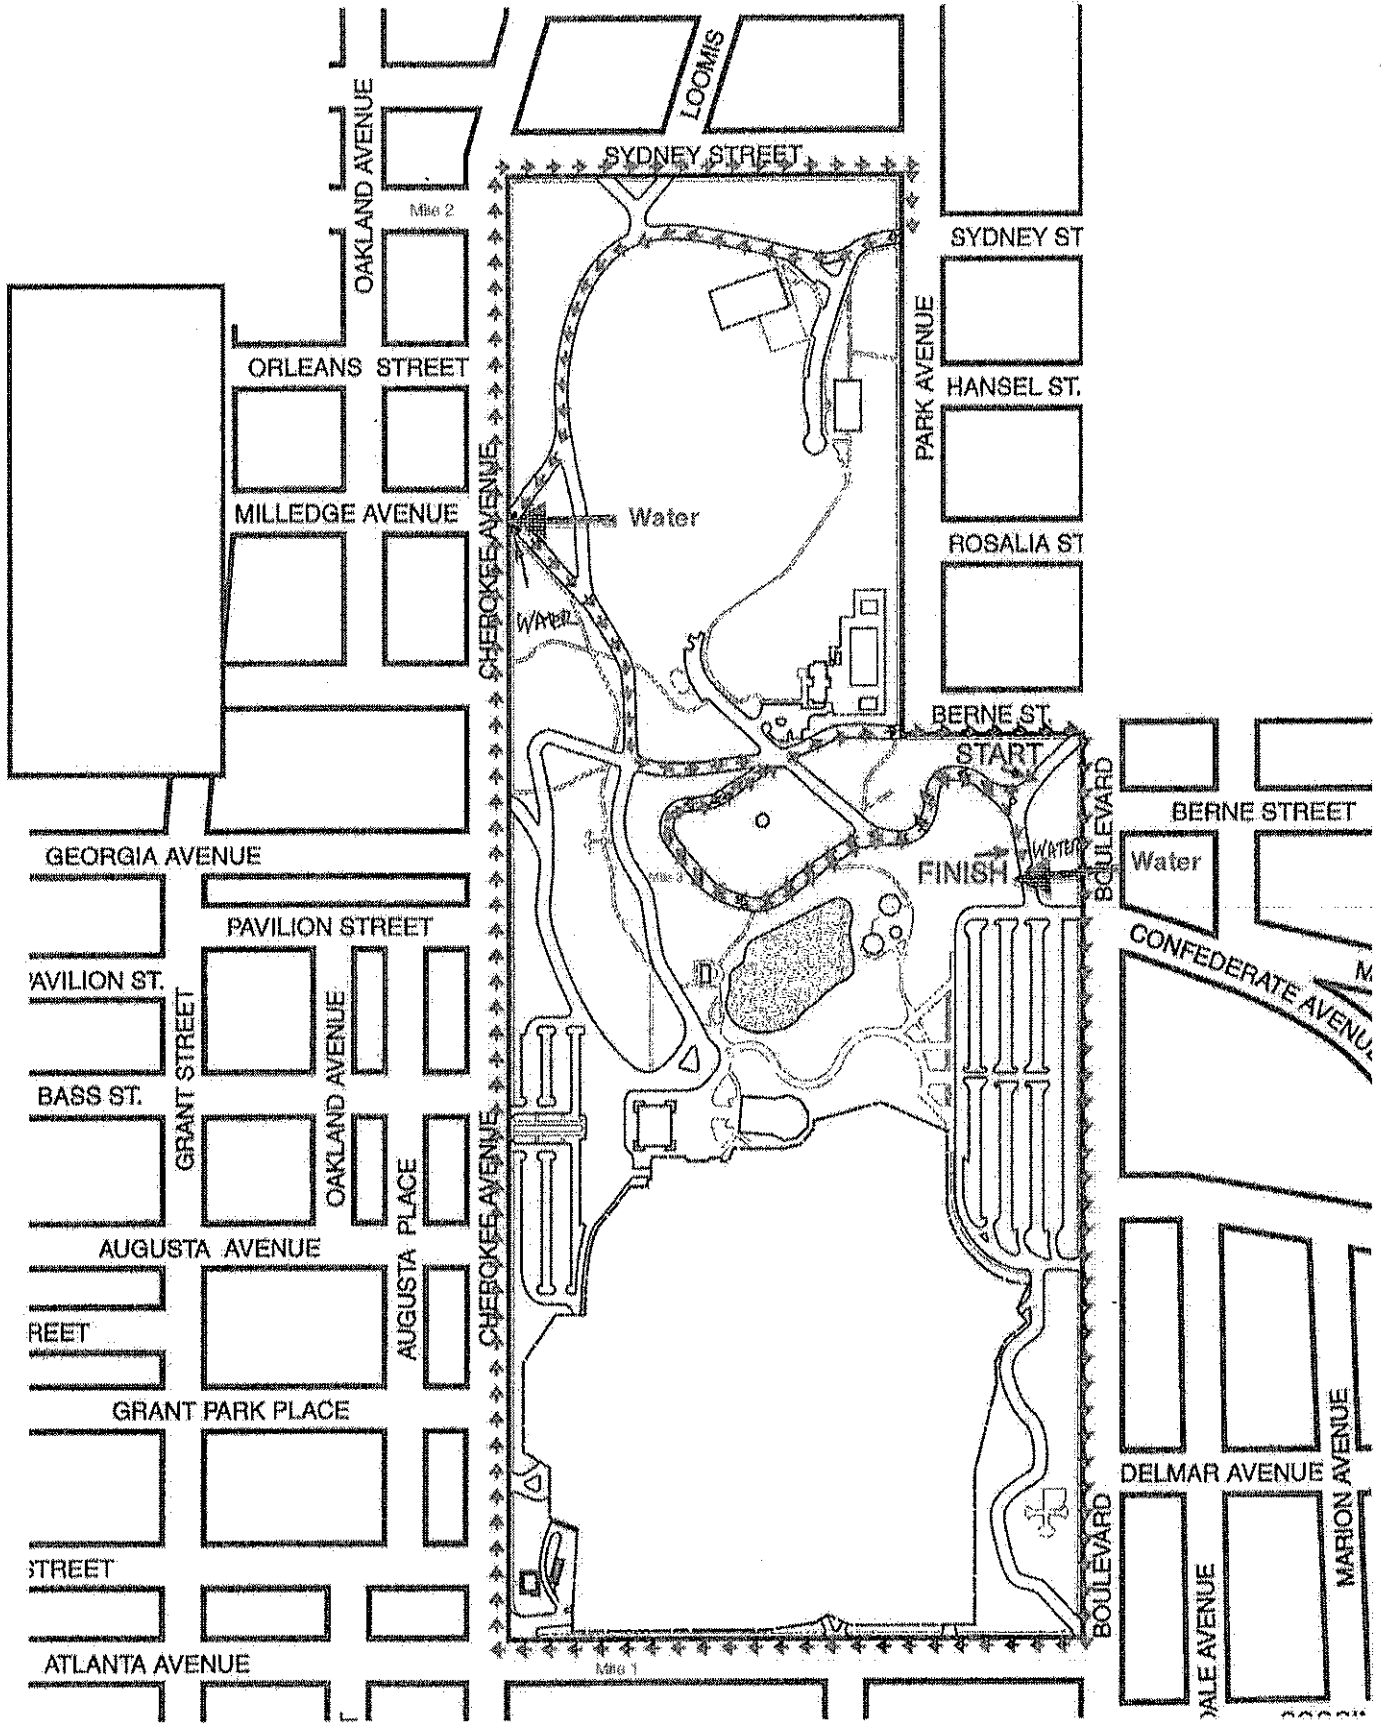 LOOMIS
SYDNEY STREET
OAKLAND AVENUE
Mile 2
SYDNEY ST
ORLEANS STREET
PARK AVENUE
HANSEL ST.
CHEROKEE AVENUE
MILLEDGE AVENUE
Water
ROSALIA ST
WATER
BERNE ST.
START
BOULEVARD
BERNE STREET
GEORGIA AVENUE
WATER
Water
FINISH
Mile 3
PAVILION STREET
CONFEDERATE AVENUE
M
PAVILION ST.
GRANT STREET
OAKLAND AVENUE
BASS ST.
CHEROKEE AVENUE
AUGUSTA PLACE
AUGUSTA AVENUE
REET
GRANT PARK PLACE
MARION AVENUE
DELMAR AVENUE
BOULEVARD
STREET
DALE AVENUE
ATLANTA AVENUE
Mile 1